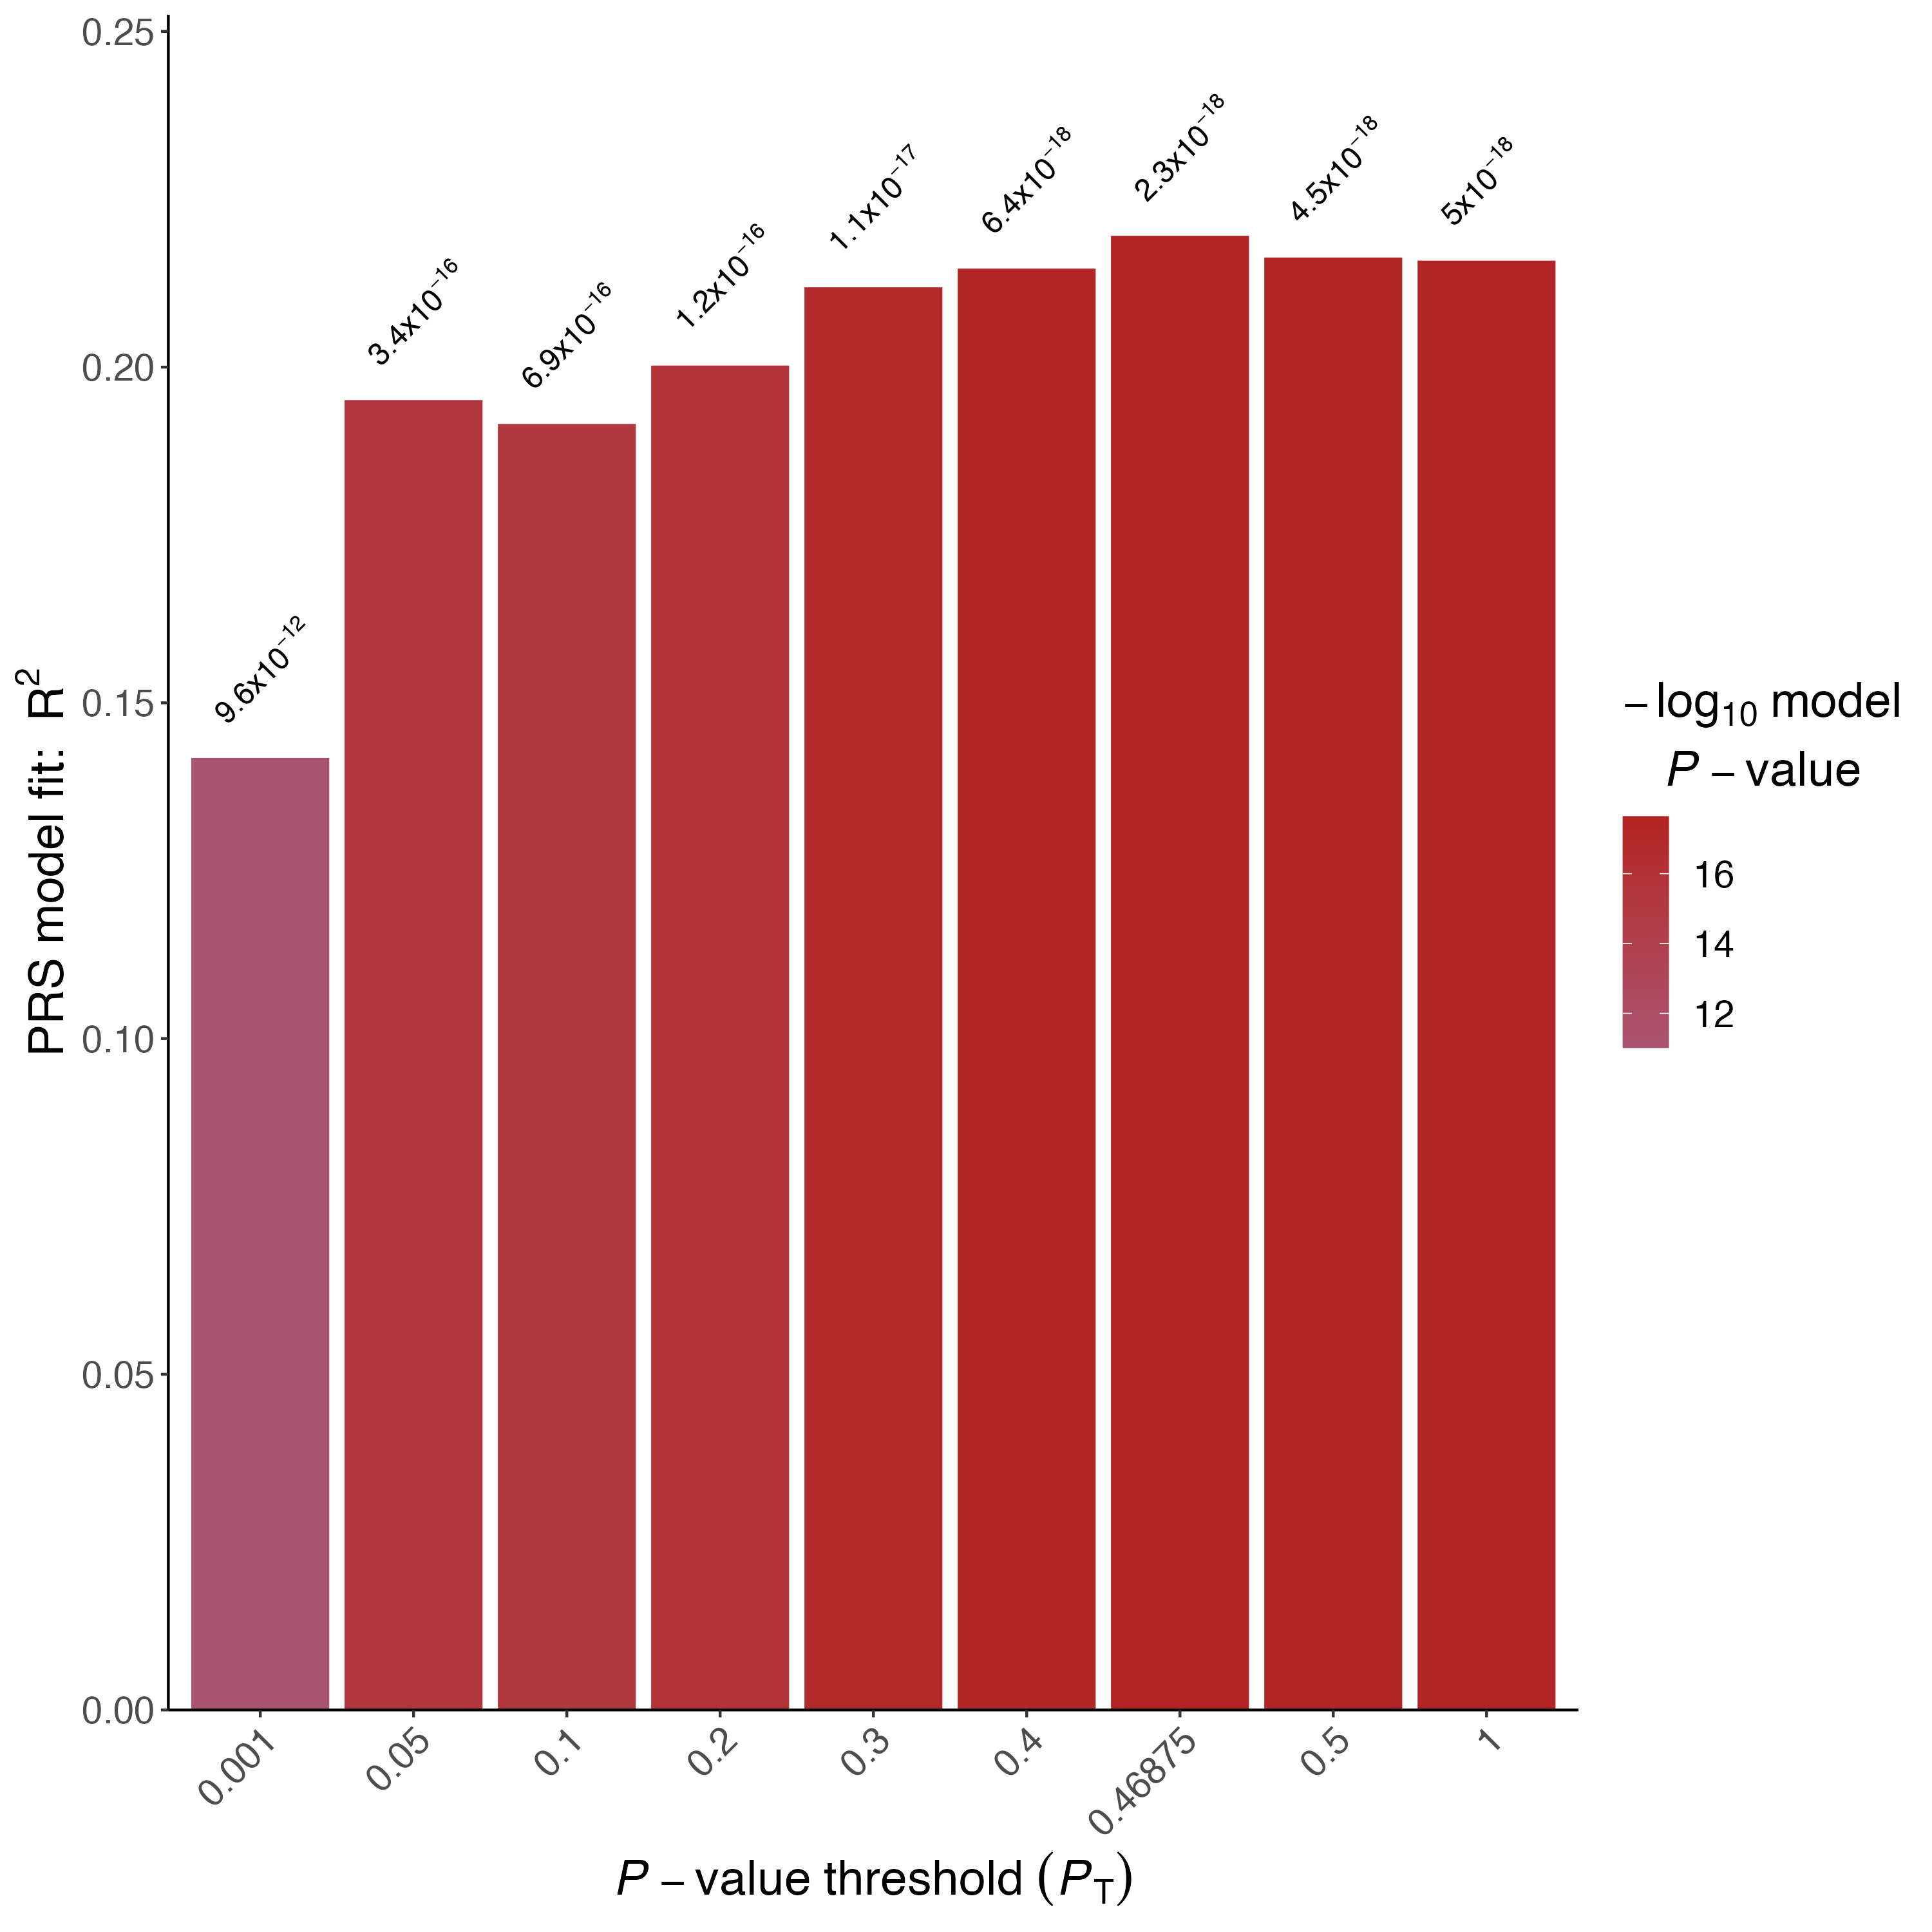 0.25
0.20
0.15
0.10
0.05
0.00
PRS model fit: R²
9.6x10⁻¹²
3.4x10⁻¹⁶
6.9x10⁻¹⁶
1.2x10⁻¹⁶
1.1x10⁻¹⁷
6.4x10⁻¹⁸
2.3x10⁻¹⁸
4.5x10⁻¹⁸
5x10⁻¹⁸
0.001
0.05
0.1
0.2
0.3
0.4
0.46875
0.5
1
P – value threshold (P_T)
– log₁₀ model
P – value
16
14
12